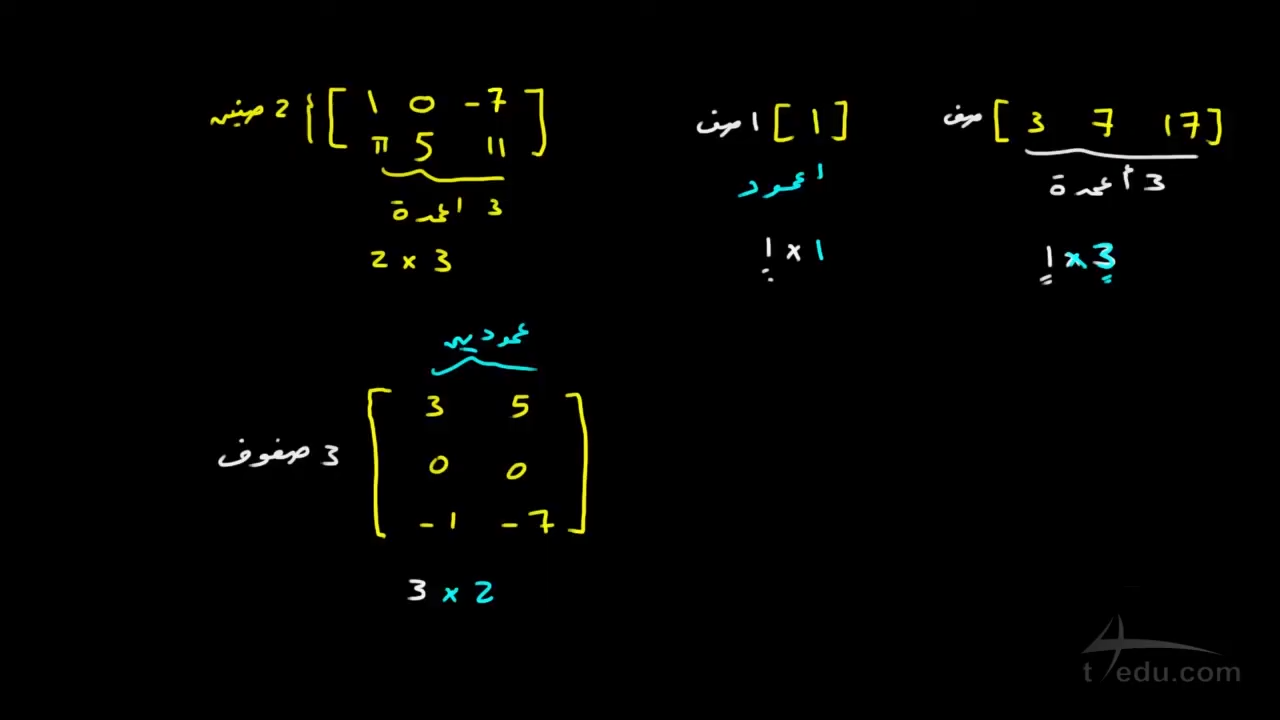 2 صفين [ 1 0 -7 ]
[ π 5 11 ]
3 أعمدة
2 × 3
1 صف [ 1 ]
1 عمود
1 × 1
صف [ 3 7 17 ]
3 أعمدة
1 × 3
عمودين
3 صفوف [ 3 5 ]
[ 0 0 ]
[ -1 -7 ]
3 × 2
t4edu.com